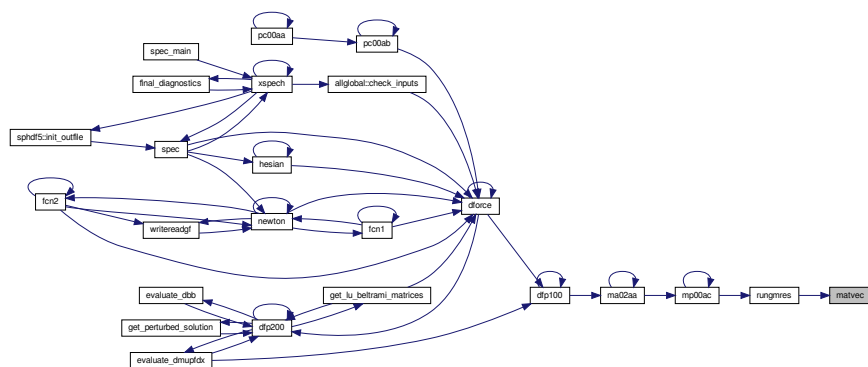 pc00aa
pc00ab
spec_main
final_diagnostics
xspech
allglobal::check_inputs
sphdf5::init_outfile
spec
hesian
fcn2
dforce
writereadgf
newton
fcn1
evaluate_dbb
get_lu_beltrami_matrices
dfp100
ma02aa
mp00ac
rungmres
matvec
get_perturbed_solution
dfp200
evaluate_dmupfdx